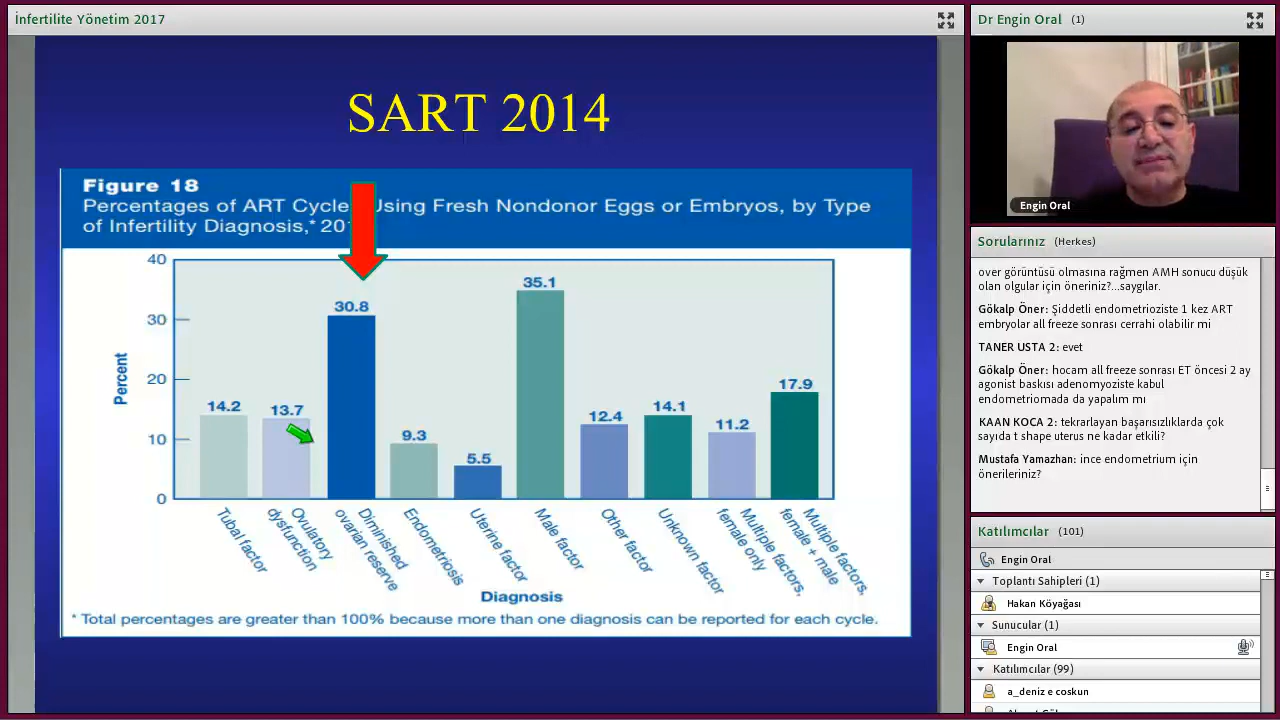 İnfertilite Yönetim 2017
SART 2014
Figure 18
Percentages of ART Cycle Using Fresh Nondonor Eggs or Embryos, by Type
of Infertility Diagnosis,* 20
40
30
20
10
0
Percent
14.2
13.7
30.8
9.3
5.5
35.1
12.4
14.1
11.2
17.9
Tubal factor
Ovulatory
dysfunction
Diminished
ovarian reserve
Endometriosis
Uterine factor
Male factor
Other factor
Unknown factor
Multiple factors,
female only
Multiple factors,
female + male
Diagnosis
* Total percentages are greater than 100% because more than one diagnosis can be reported for each cycle.
Dr Engin Oral (1)
Engin Oral
Sorularınız (Herkes)
over görüntüsü olmasına rağmen AMH sonucu düşük
olan olgular için öneriniz?...saygılar.
Gökalp Öner: Şiddetli endometrioziste 1 kez ART
embryolar all freeze sonrası cerrahi olabilir mi
TANER USTA 2: evet
Gökalp Öner: hocam all freeze sonrası ET öncesi 2 ay
agonist baskısı adenomyoziste kabul
endometriomada da yapalım mı
KAAN KOCA 2: tekrarlayan başarısızlıklarda çok
sayıda t shape uterus ne kadar etkili?
Mustafa Yamazhan: ince endometrium için
önerileriniz?
Katılımcılar (101)
Engin Oral
Toplantı Sahipleri (1)
Hakan Köyağası
Sunucular (1)
Engin Oral
Katılımcılar (99)
a_deniz e coskun